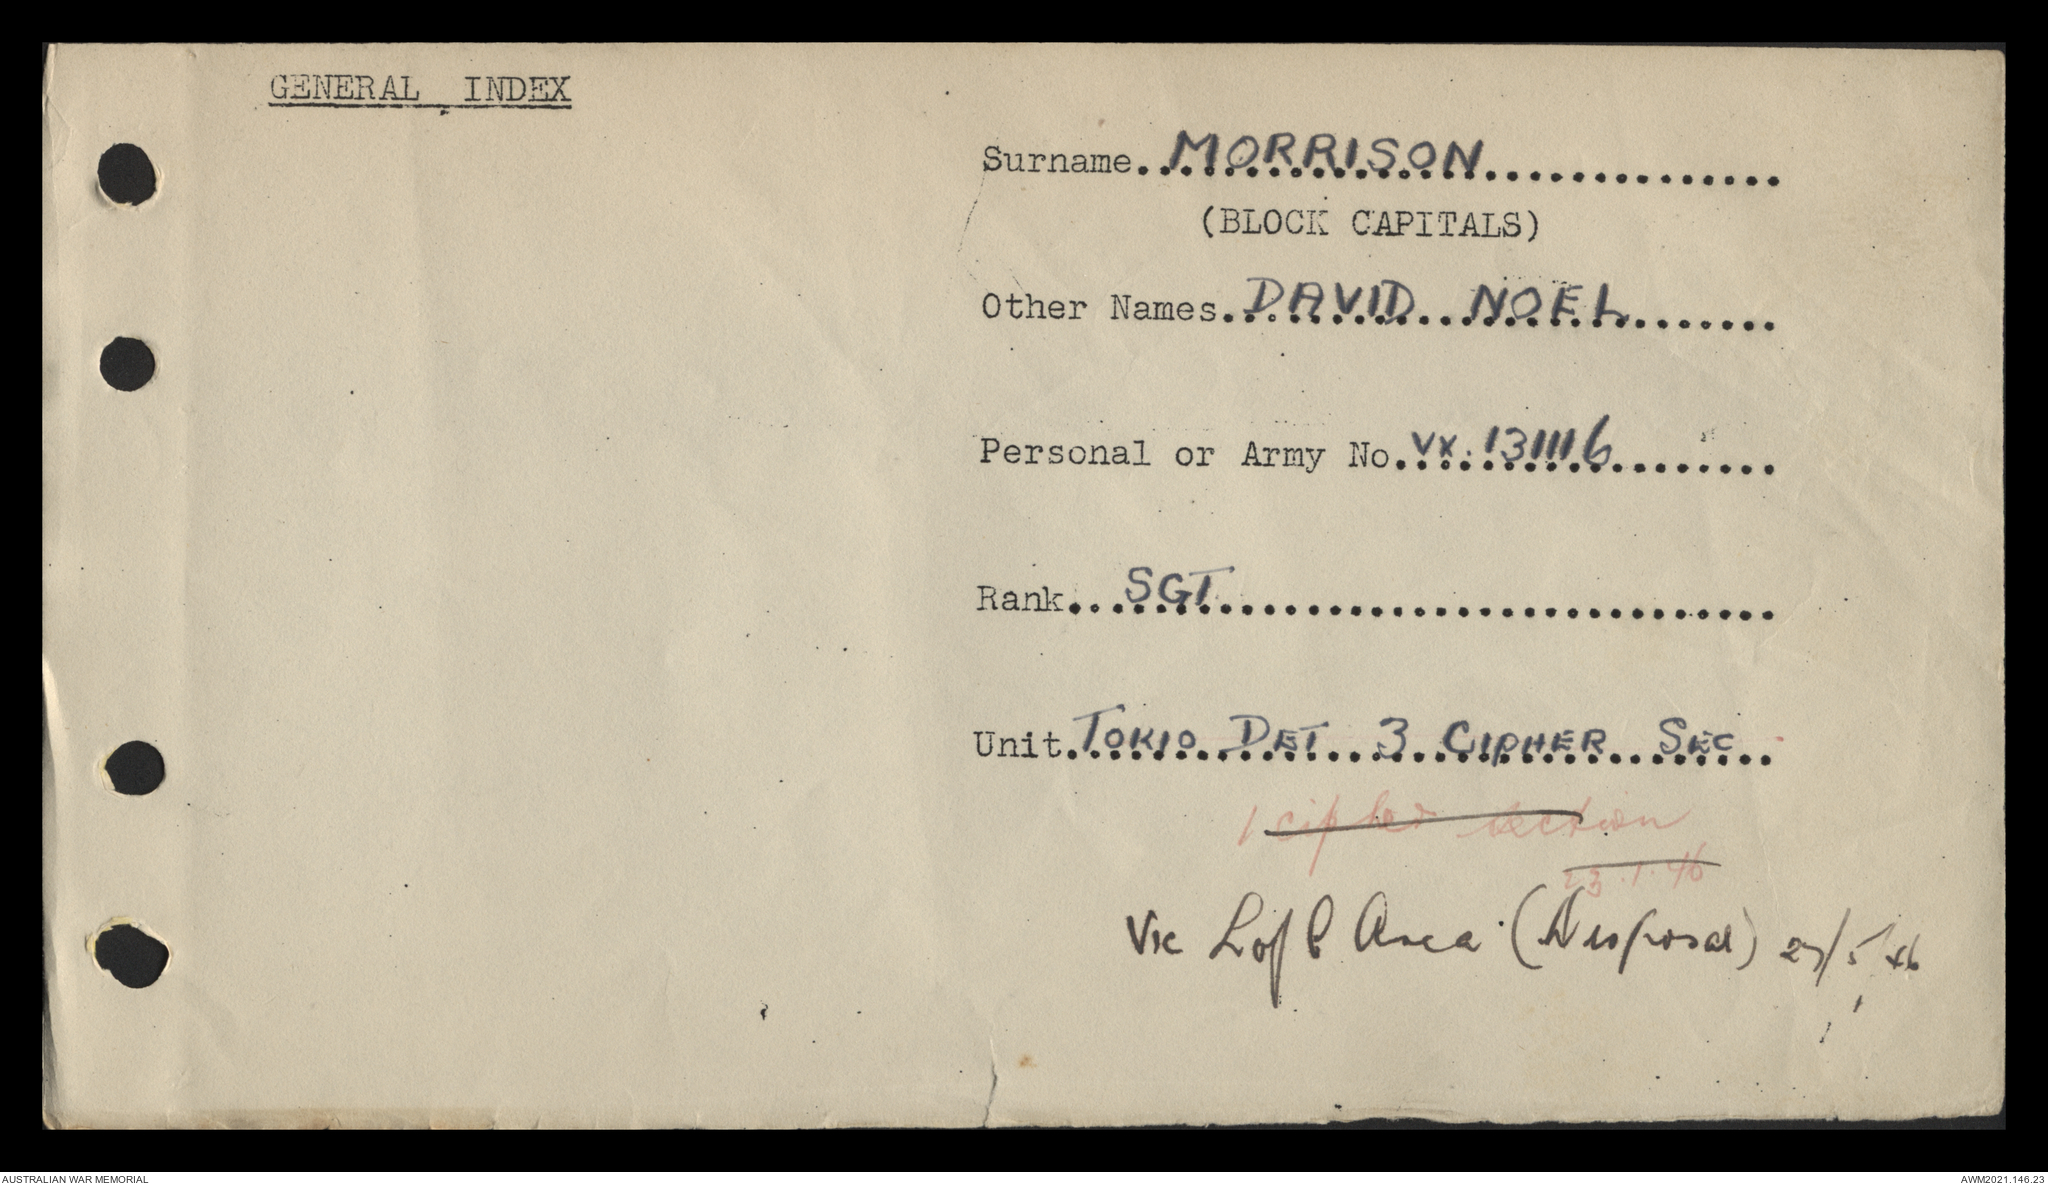 GENERAL INDEX
Surname.MORRISON..............
(BLOCK CAPITALS)
Other Names.DAVID NOEL.......
Personal or Army No.VX.131116........
Rank...SGT..........................
Unit.TOKIO DET 3 CIPHER SEC..
1 cipher section
23.1.46
Vic L of C Area (Disposal) 27/5/46
AUSTRALIAN WAR MEMORIAL
AWM2021.146.23